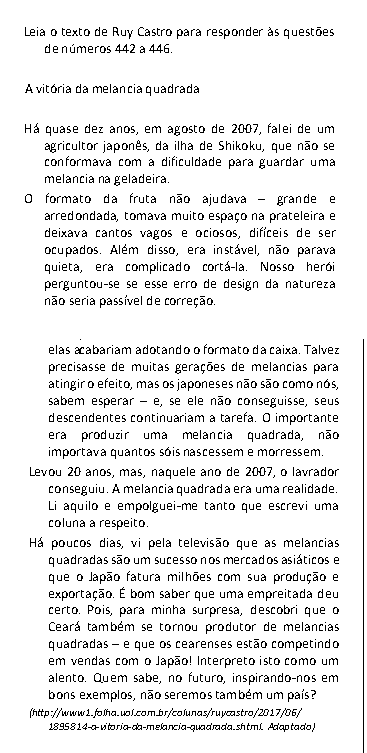 Leia o texto de Ruy Castro para responder às questões
de números 442 a 446.
A vitória da melancia quadrada
Há quase dez anos, em agosto de 2007, falei de um
agricultor japonês, da ilha de Shikoku, que não se
conformava com a dificuldade para guardar uma
melancia na geladeira.
O formato da fruta não ajudava – grande e
arredondada, tomava muito espaço na prateleira e
deixava cantos vagos e ociosos, difíceis de ser
ocupados. Além disso, era instável, não parava
quieta, era complicado cortá-la. Nosso herói
perguntou-se se esse erro de design da natureza
não seria passível de correção.
elas acabariam adotando o formato da caixa. Talvez
precisasse de muitas gerações de melancias para
atingir o efeito, mas os japoneses não são como nós,
sabem esperar – e, se ele não conseguisse, seus
descendentes continuariam a tarefa. O importante
era produzir uma melancia quadrada, não
importava quantos sóis nascessem e morressem.
Levou 20 anos, mas, naquele ano de 2007, o lavrador
conseguiu. A melancia quadrada era uma realidade.
Li aquilo e empolguei-me tanto que escrevi uma
coluna a respeito.
Há poucos dias, vi pela televisão que as melancias
quadradas são um sucesso nos mercados asiáticos e
que o Japão fatura milhões com sua produção e
exportação. É bom saber que uma empreitada deu
certo. Pois, para minha surpresa, descobri que o
Ceará também se tornou produtor de melancias
quadradas – e que os cearenses estão competindo
em vendas com o Japão! Interpreto isto como um
alento. Quem sabe, no futuro, inspirando-nos em
bons exemplos, não seremos também um país?
(http://www1.folha.uol.com.br/colunas/ruycastro/2017/06/
1895814-a-vitoria-da-melancia-quadrada.shtml. Adaptado)